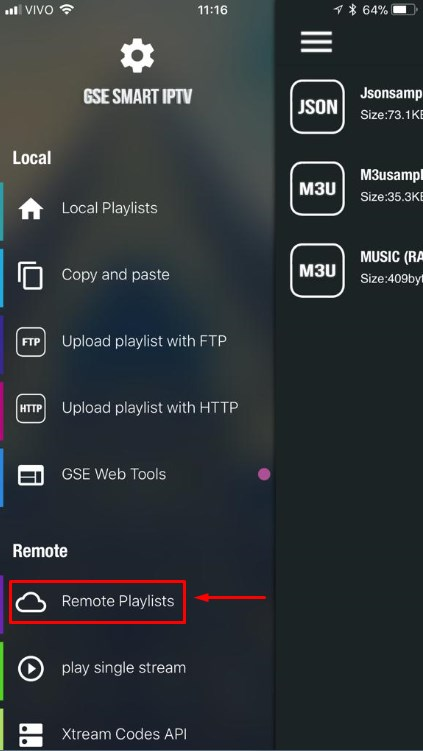 VIVO 11:16 64%
GSE SMART IPTV
Local
Local Playlists
Copy and paste
FTP Upload playlist with FTP
HTTP Upload playlist with HTTP
GSE Web Tools
Remote
Remote Playlists
play single stream
Xtream Codes API
JSON Jsonsamp
Size:73.1KE
M3U M3usampl
Size:35.3KE
M3U MUSIC (RA
Size:409byt